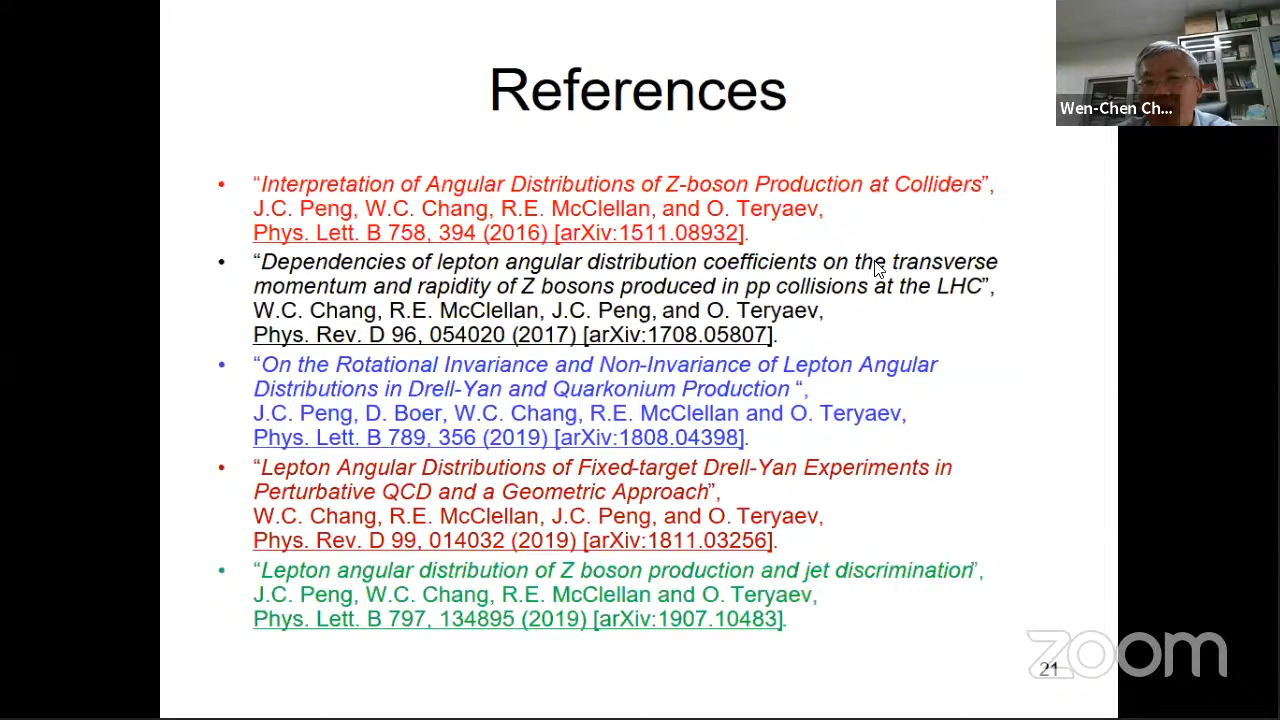 References
Wen-Chen Ch...
• “Interpretation of Angular Distributions of Z-boson Production at Colliders”,
J.C. Peng, W.C. Chang, R.E. McClellan, and O. Teryaev,
Phys. Lett. B 758, 394 (2016) [arXiv:1511.08932].
• “Dependencies of lepton angular distribution coefficients on the transverse
momentum and rapidity of Z bosons produced in pp collisions at the LHC”,
W.C. Chang, R.E. McClellan, J.C. Peng, and O. Teryaev,
Phys. Rev. D 96, 054020 (2017) [arXiv:1708.05807].
• “On the Rotational Invariance and Non-Invariance of Lepton Angular
Distributions in Drell-Yan and Quarkonium Production “,
J.C. Peng, D. Boer, W.C. Chang, R.E. McClellan and O. Teryaev,
Phys. Lett. B 789, 356 (2019) [arXiv:1808.04398].
• “Lepton Angular Distributions of Fixed-target Drell-Yan Experiments in
Perturbative QCD and a Geometric Approach”,
W.C. Chang, R.E. McClellan, J.C. Peng, and O. Teryaev,
Phys. Rev. D 99, 014032 (2019) [arXiv:1811.03256].
• “Lepton angular distribution of Z boson production and jet discrimination”,
J.C. Peng, W.C. Chang, R.E. McClellan and O. Teryaev,
Phys. Lett. B 797, 134895 (2019) [arXiv:1907.10483].
zoom
21